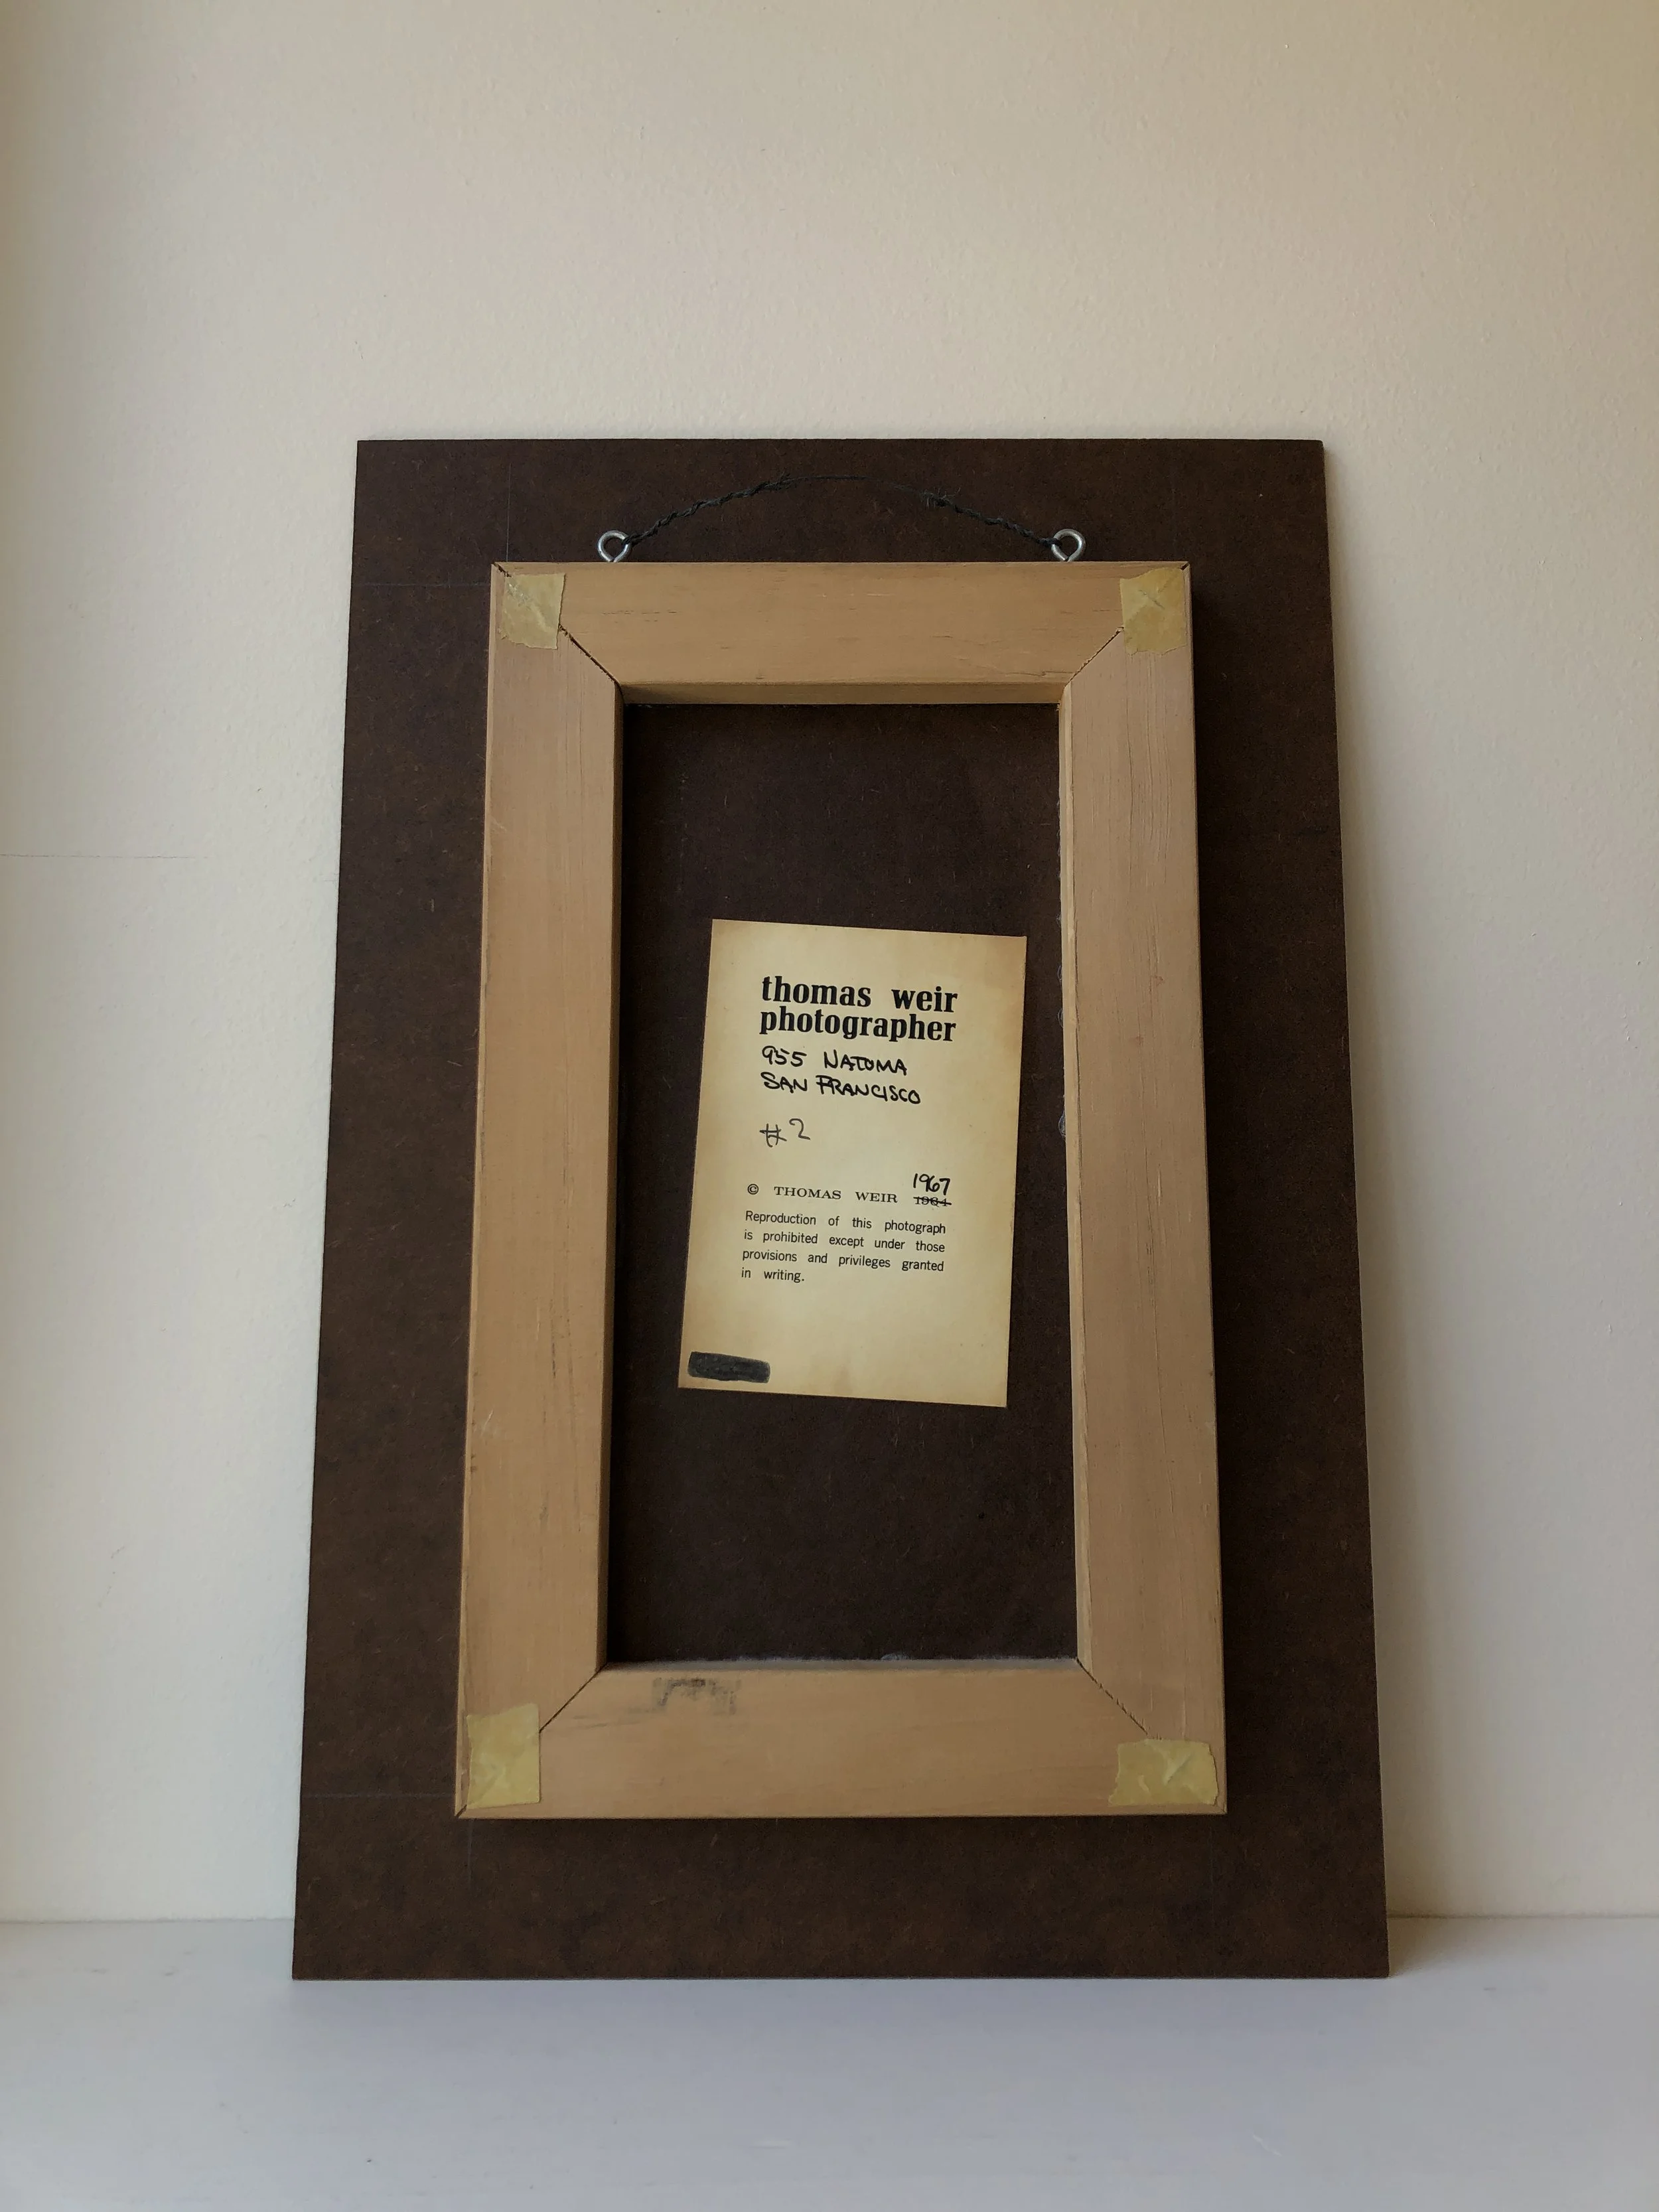 thomas weir
photographer
955 NATOMA
SAN FRANCISCO
#2
1967
© THOMAS WEIR 1964
Reproduction of this photograph
is prohibited except under those
provisions and privileges granted
in writing.